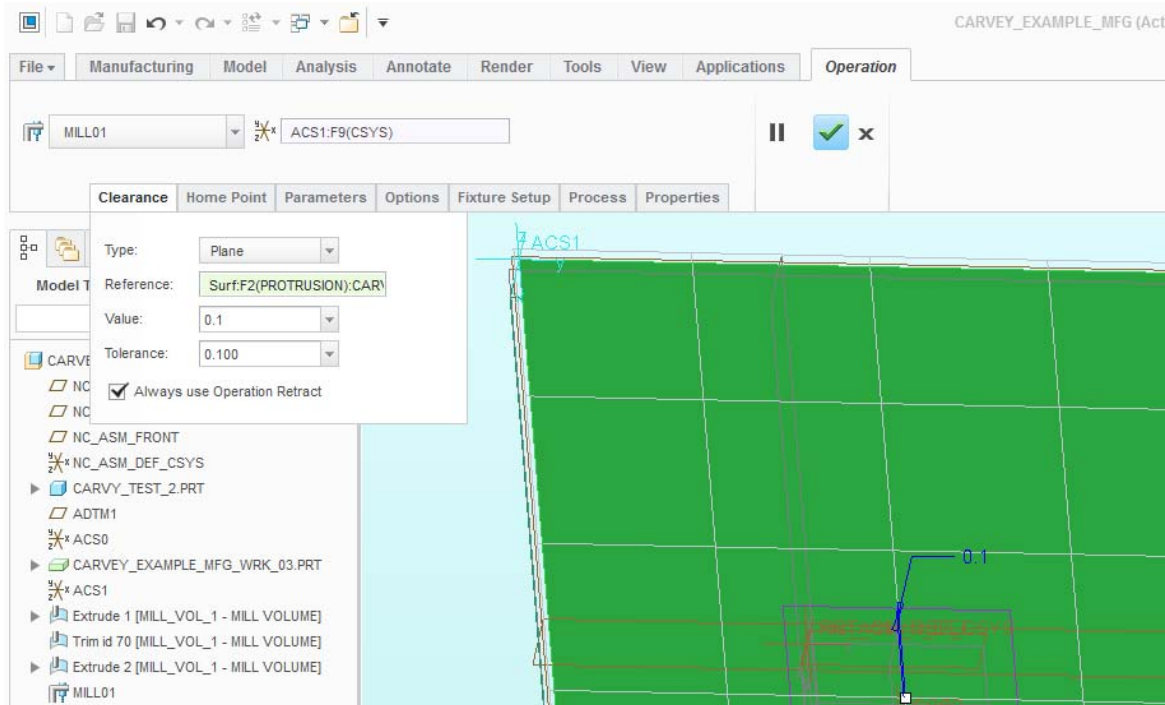 CARVEY_EXAMPLE_MFG (Act
File Manufacturing Model Analysis Annotate Render Tools View Applications Operation
MILL01 ACS1:F9(CSYS)
Clearance Home Point Parameters Options Fixture Setup Process Properties
Type: Plane
Reference: Surf:F2(PROTRUSION):CARV
Value: 0.1
Tolerance: 0.100
Always use Operation Retract
Model T
CARVE
NC
NC
NC_ASM_FRONT
NC_ASM_DEF_CSYS
CARVY_TEST_2.PRT
ADTM1
ACS0
CARVEY_EXAMPLE_MFG_WRK_03.PRT
ACS1
Extrude 1 [MILL_VOL_1 - MILL VOLUME]
Trim id 70 [MILL_VOL_1 - MILL VOLUME]
Extrude 2 [MILL_VOL_1 - MILL VOLUME]
MILL01
z ACS1
y
0.1